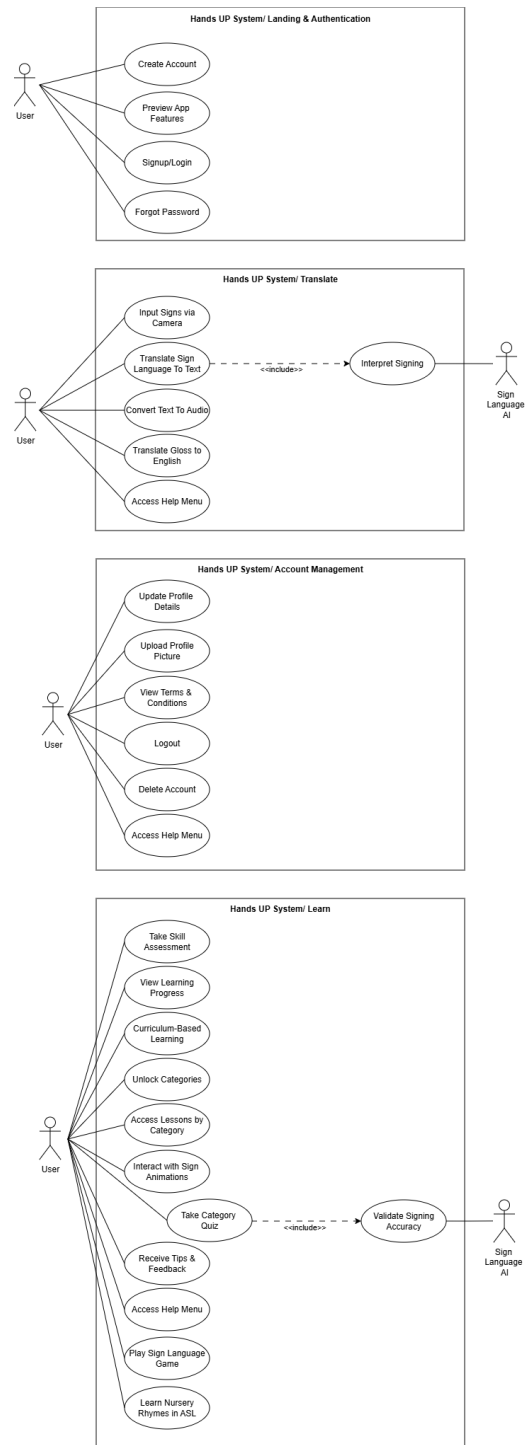 Hands UP System/ Landing & Authentication
Create Account
Preview App
Features
Signup/Login
Forgot Password
User
Hands UP System/ Translate
Input Signs via
Camera
Translate Sign
Language To Text
<<include>>
Interpret Signing
Sign
Language
AI
Convert Text To Audio
Translate Gloss to
English
Access Help Menu
User
Hands UP System/ Account Management
Update Profile
Details
Upload Profile
Picture
View Terms &
Conditions
Logout
Delete Account
Access Help Menu
User
Hands UP System/ Learn
Take Skill
Assessment
View Learning
Progress
Curriculum-Based
Learning
Unlock Categories
Access Lessons by
Category
User
Interact with Sign
Animations
Take Category
Quiz
<<include>>
Validate Signing
Accuracy
Sign
Language
AI
Receive Tips &
Feedback
Access Help Menu
Play Sign Language
Game
Learn Nursery
Rhymes in ASL